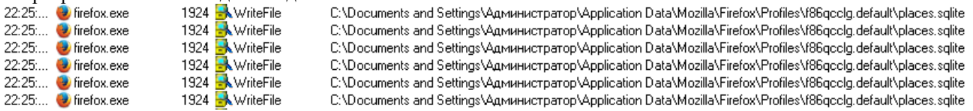 22:25:... firefox.exe 1924 WriteFile C:\Documents and Settings\Администратор\Application Data\Mozilla\Firefox\Profiles\f86qcclg.default\places.sqlite
22:25:... firefox.exe 1924 WriteFile C:\Documents and Settings\Администратор\Application Data\Mozilla\Firefox\Profiles\f86qcclg.default\places.sqlite
22:25:... firefox.exe 1924 WriteFile C:\Documents and Settings\Администратор\Application Data\Mozilla\Firefox\Profiles\f86qcclg.default\places.sqlite
22:25:... firefox.exe 1924 WriteFile C:\Documents and Settings\Администратор\Application Data\Mozilla\Firefox\Profiles\f86qcclg.default\places.sqlite
22:25:... firefox.exe 1924 WriteFile C:\Documents and Settings\Администратор\Application Data\Mozilla\Firefox\Profiles\f86qcclg.default\places.sqlite
22:25:... firefox.exe 1924 WriteFile C:\Documents and Settings\Администратор\Application Data\Mozilla\Firefox\Profiles\f86qcclg.default\places.sqlite